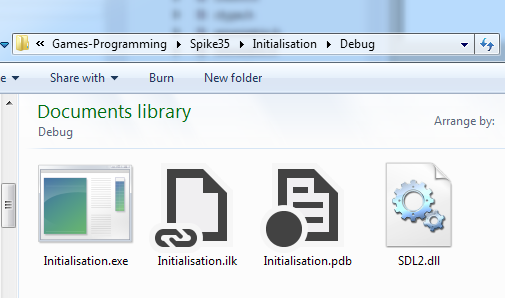 « Games-Programming ▸ Spike35 ▸ Initialisation ▸ Debug
e Share with Burn New folder
Documents library
Debug
Arrange by:
Initialisation.exe Initialisation.ilk Initialisation.pdb SDL2.dll